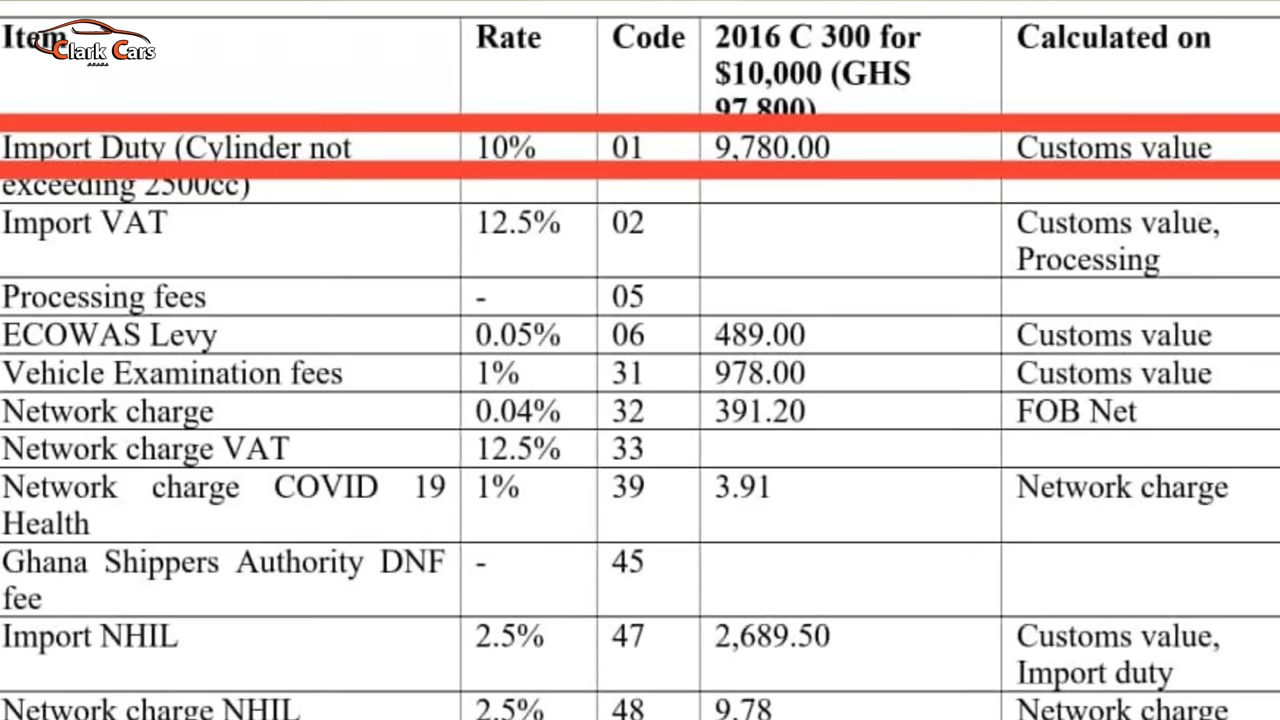 Item Rate Code 2016 C 300 for Calculated on
$10,000 (GHS
97,800)
Clark Cars
Import Duty (Cylinder not 10% 01 9,780.00 Customs value
exceeding 2500cc)
Import VAT 12.5% 02 Customs value,
Processing
Processing fees - 05
ECOWAS Levy 0.05% 06 489.00 Customs value
Vehicle Examination fees 1% 31 978.00 Customs value
Network charge 0.04% 32 391.20 FOB Net
Network charge VAT 12.5% 33
Network charge COVID 19 1% 39 3.91 Network charge
Health
Ghana Shippers Authority DNF - 45
fee
Import NHIL 2.5% 47 2,689.50 Customs value,
Import duty
Network charge NHIL 2.5% 48 9.78 Network charge